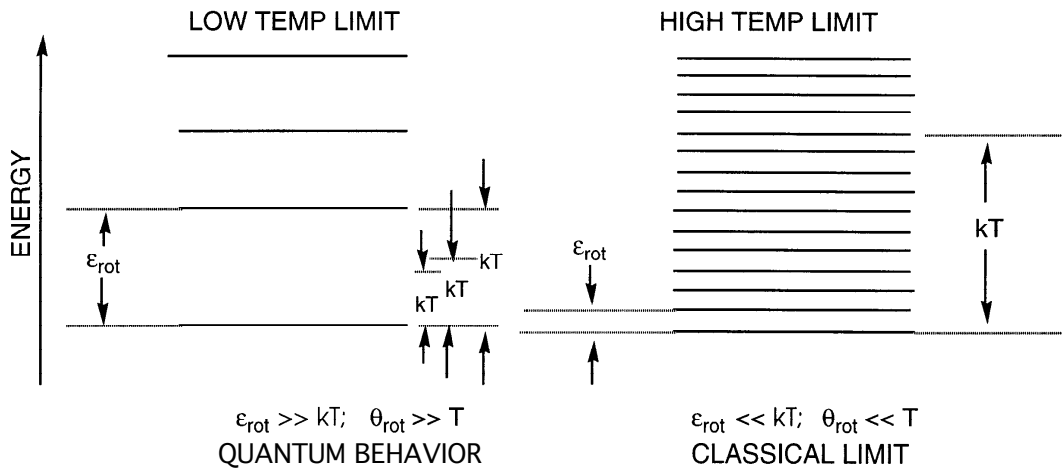 LOW TEMP LIMIT
HIGH TEMP LIMIT
ENERGY
εrot
kT
kT
kT
εrot
kT
εrot >> kT; θrot >> T
QUANTUM BEHAVIOR
εrot << kT; θrot << T
CLASSICAL LIMIT